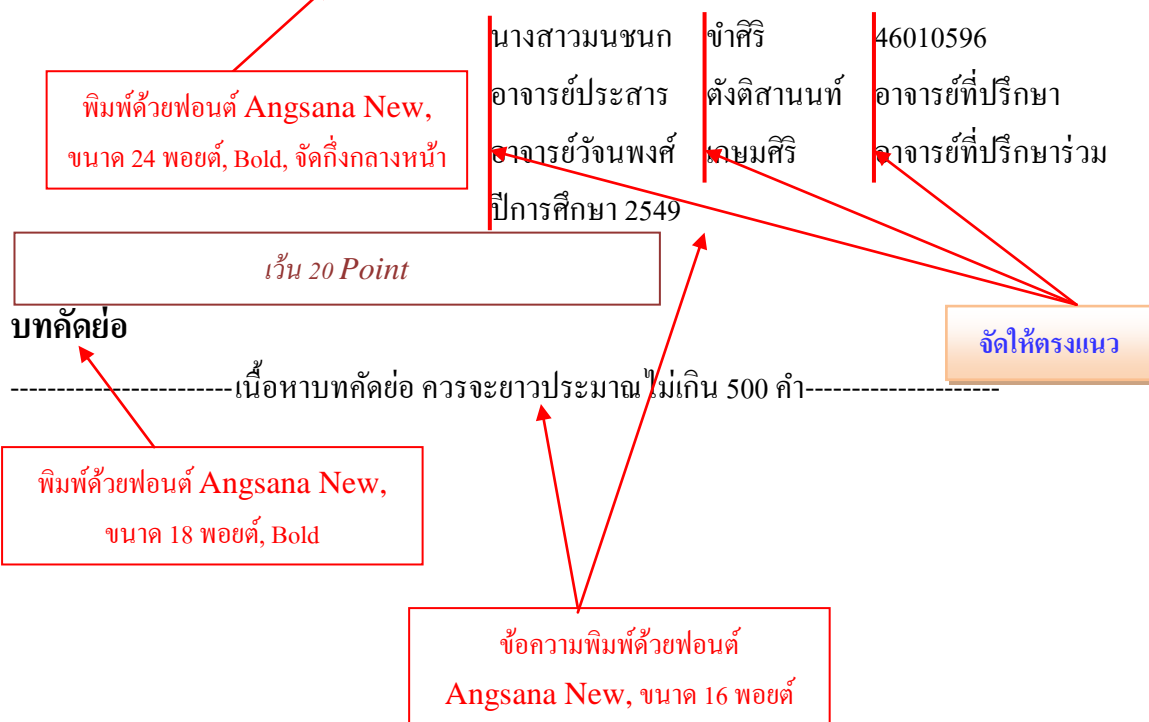 นางสาวมนชนก ขำศิริ 46010596
อาจารย์ประสาร ตังติสานนท์ อาจารย์ที่ปรึกษา
อาจารย์วัจนพงศ์ เกษมศิริ อาจารย์ที่ปรึกษาร่วม
ปีการศึกษา 2549
พิมพ์ด้วยฟอนต์ Angsana New,
ขนาด 24 พอยต์, Bold, จัดกึ่งกลางหน้า
เว้น 20 Point
บทคัดย่อ
จัดให้ตรงแนว
------------------------เนื้อหาบทคัดย่อ ควรจะยาวประมาณไม่เกิน 500 คำ---------------------
พิมพ์ด้วยฟอนต์ Angsana New,
ขนาด 18 พอยต์, Bold
ข้อความพิมพ์ด้วยฟอนต์
Angsana New, ขนาด 16 พอยต์